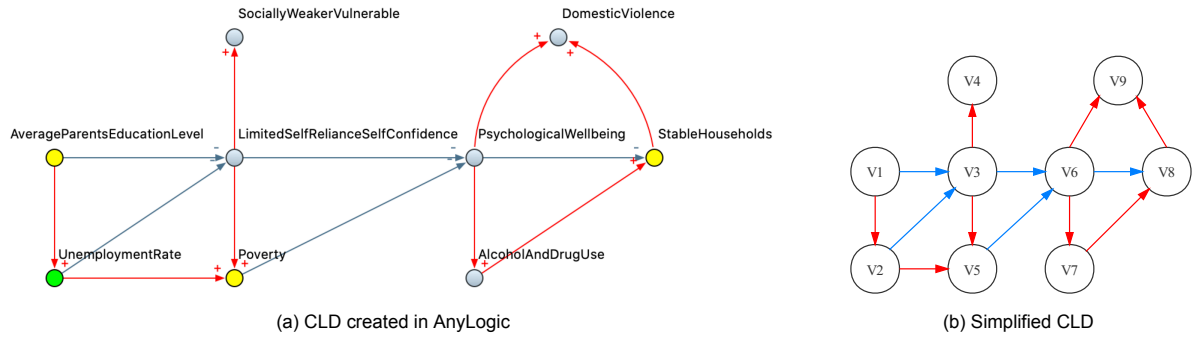 SociallyWeakerVulnerable
DomesticViolence
+
+
+
AverageParentsEducationLevel
LimitedSelfRelianceSelfConfidence
PsychologicalWellbeing
StableHouseholds
-
-
-
-
-
+
UnemploymentRate
Poverty
AlcoholAndDrugUse
+
+
+
+
(a) CLD created in AnyLogic
V4
V9
V1
V3
V6
V8
V2
V5
V7
(b) Simplified CLD